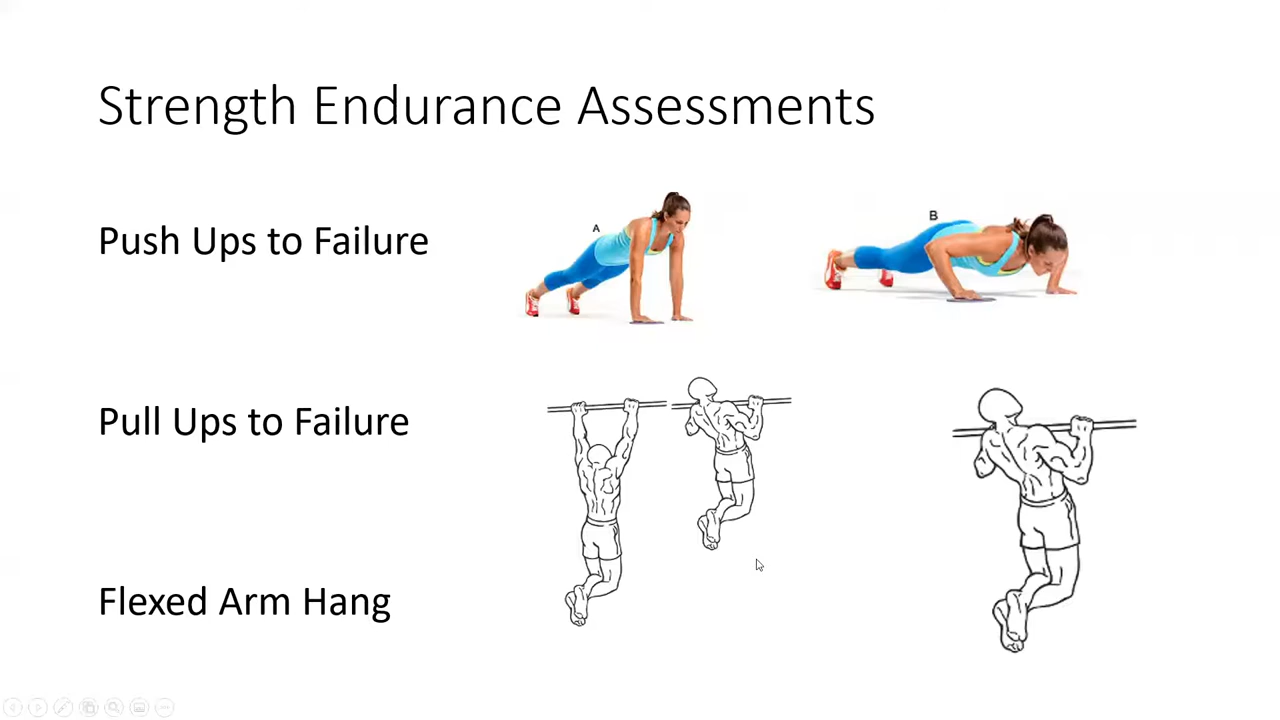 Strength Endurance Assessments
Push Ups to Failure
A
B
Pull Ups to Failure
Flexed Arm Hang